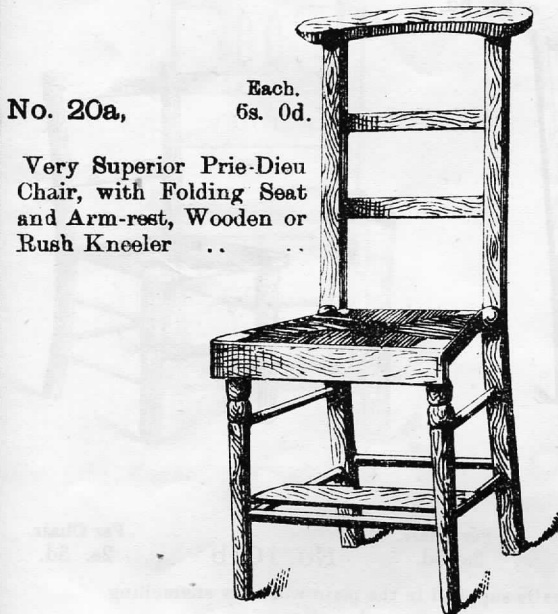 No. 20a,
Each.
6s. 0d.
Very Superior Prie-Dieu
Chair, with Folding Seat
and Arm-rest, Wooden or
Rush Kneeler .. ..